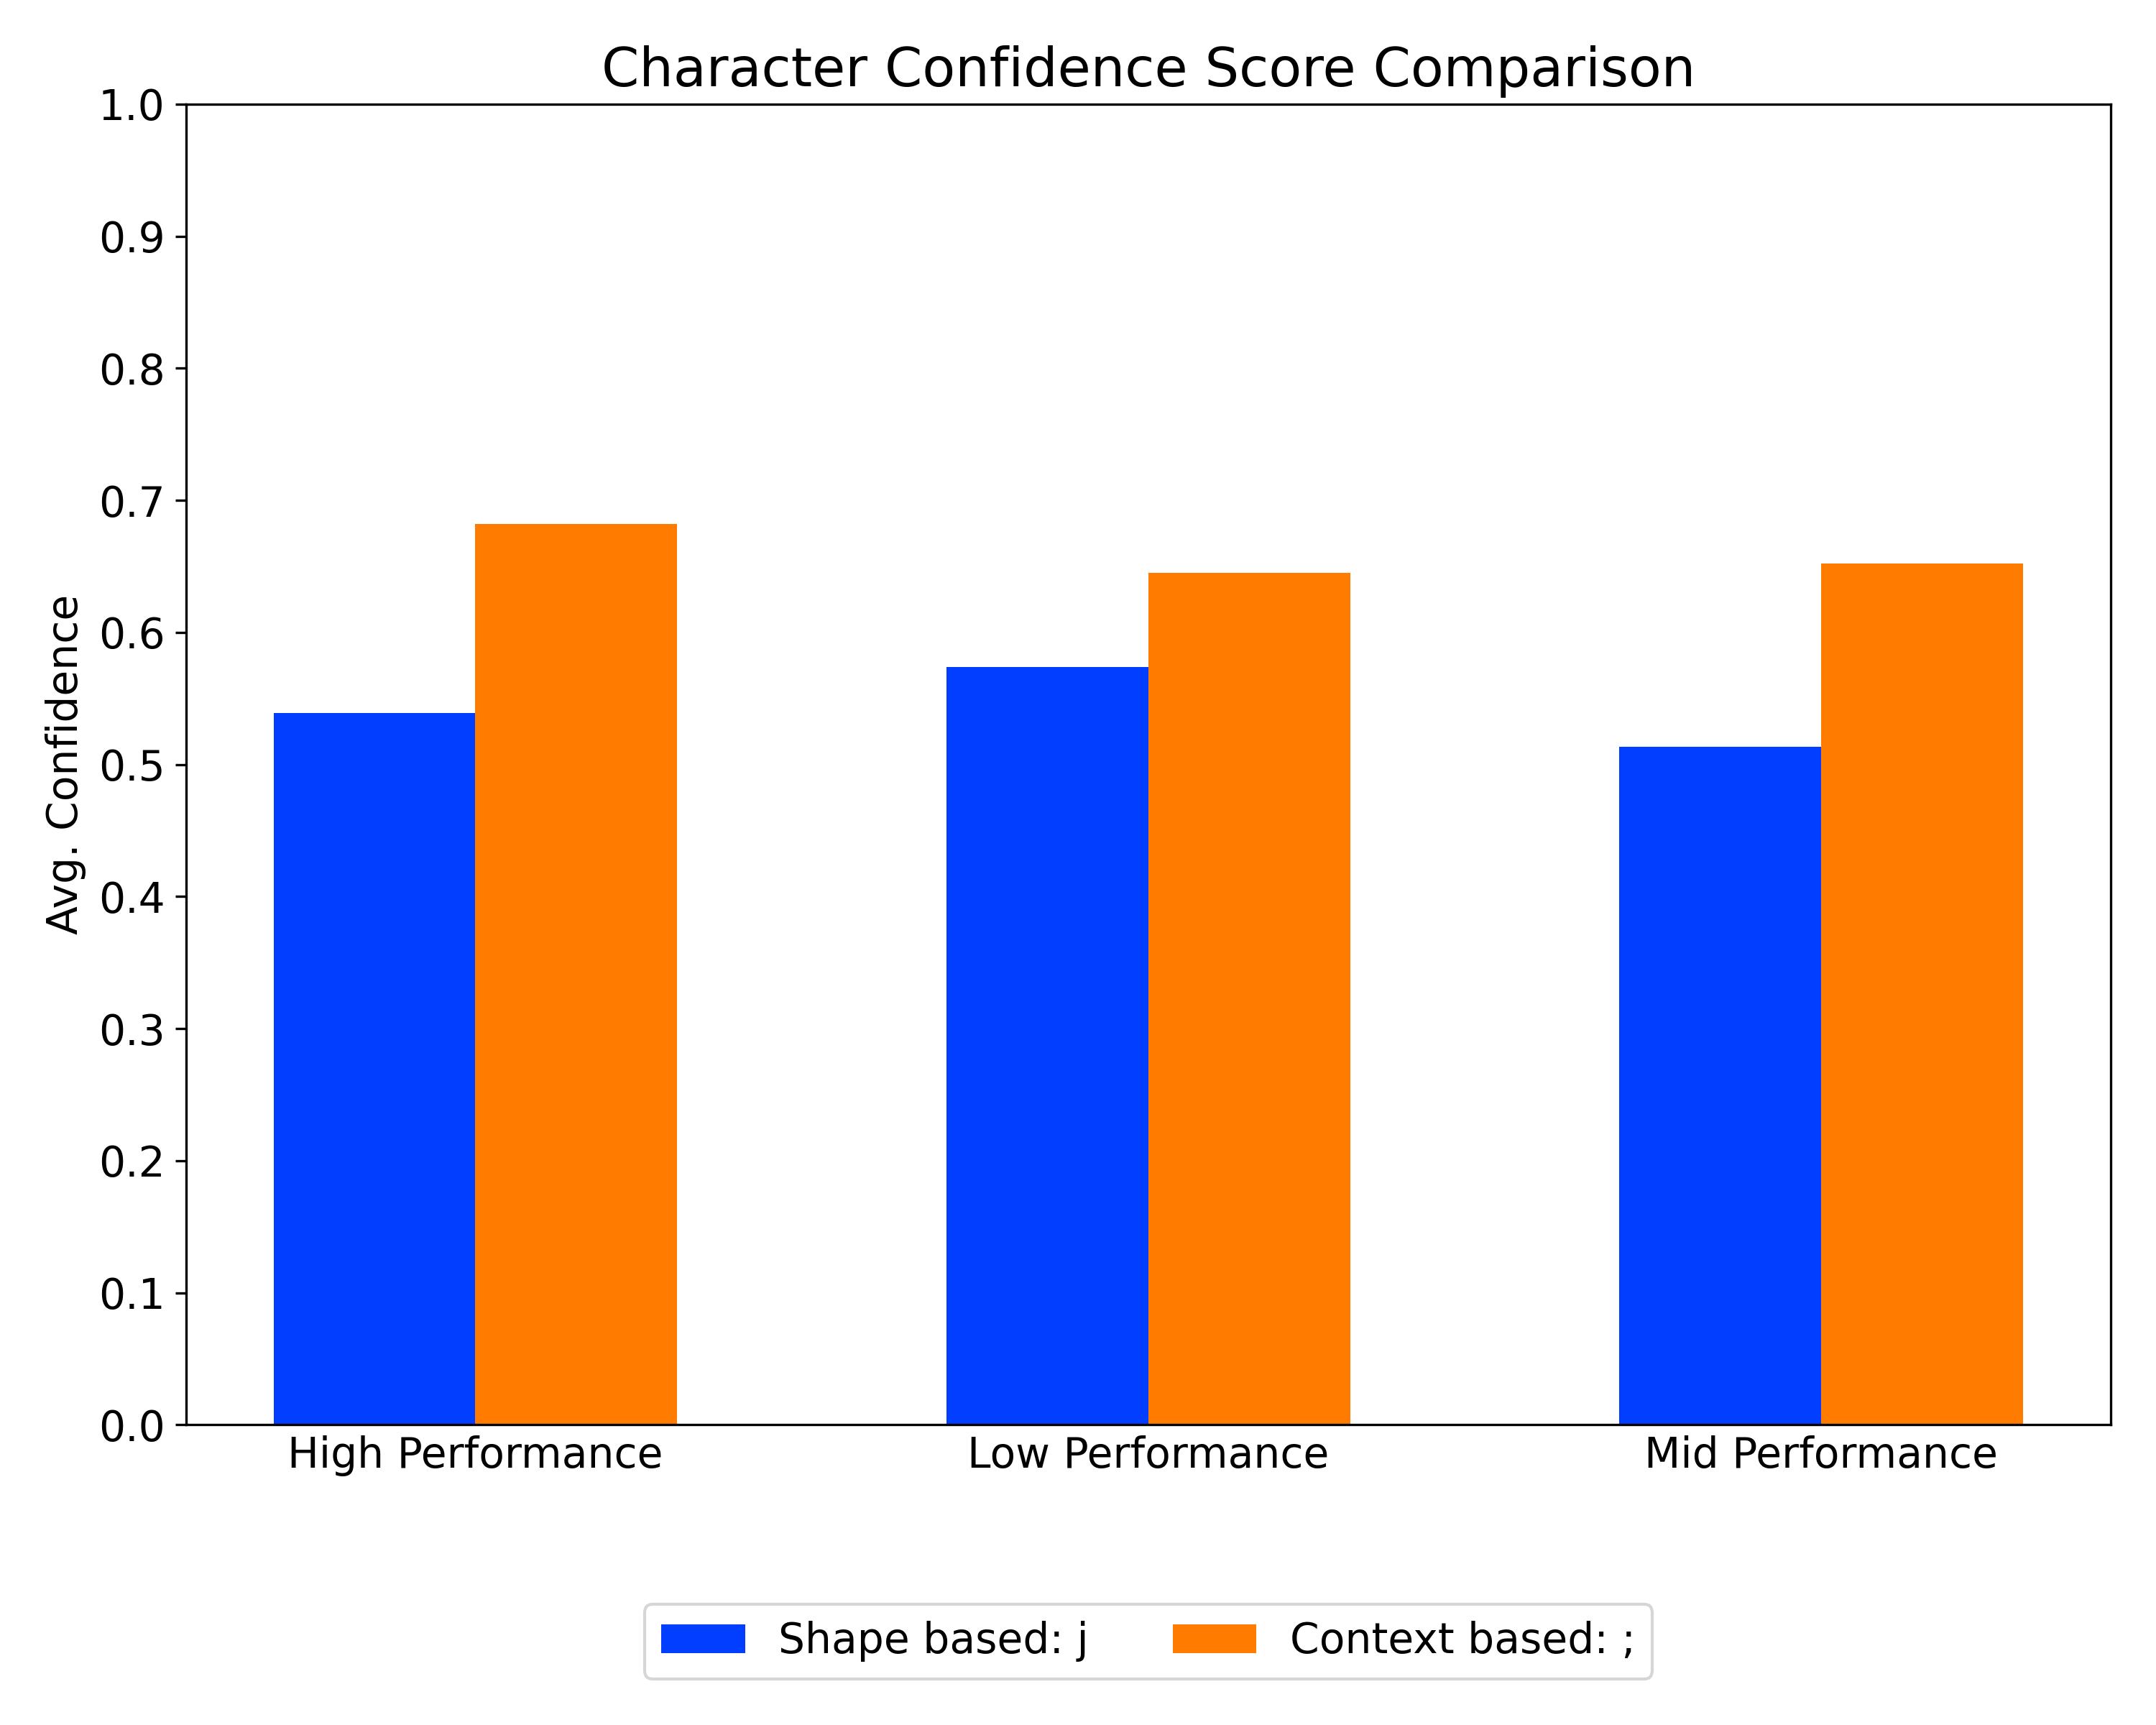 Character Confidence Score Comparison
1.0
0.9
0.8
0.7
0.6
0.5
0.4
0.3
0.2
0.1
0.0
Avg. Confidence
High Performance Low Performance Mid Performance
Shape based: j Context based: ;